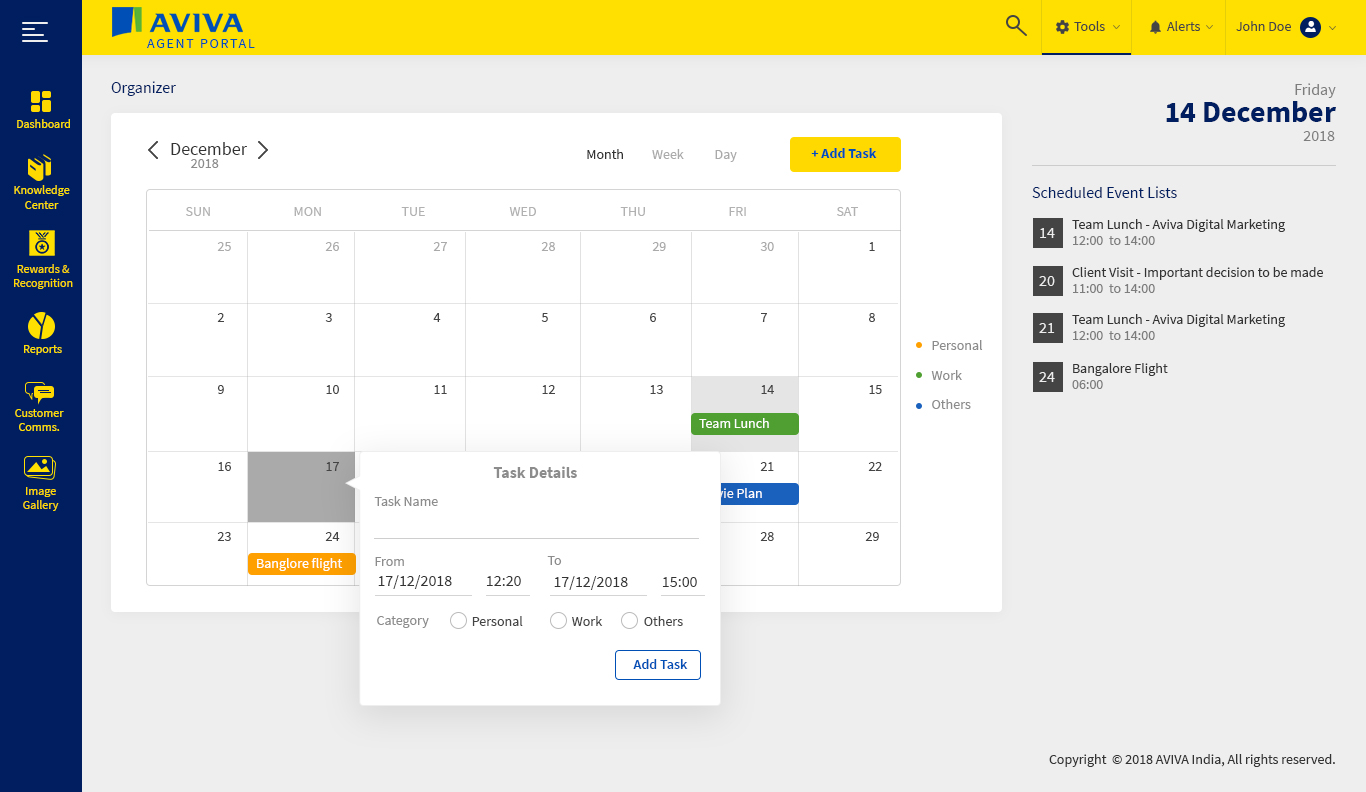 AVIVA
AGENT PORTAL
Tools
Alerts
John Doe
Dashboard
Knowledge
Center
Rewards &
Recognition
Reports
Customer
Comms.
Image
Gallery
Organizer
December
2018
Month
Week
Day
+ Add Task
SUN MON TUE WED THU FRI SAT
25 26 27 28 29 30 1
2 3 4 5 6 7 8
9 10 11 12 13 14 15
Team Lunch
16 17 21 22
Plan
23 24 28 29
Banglore flight
Task Details
Task Name
From
To
17/12/2018 12:20 17/12/2018 15:00
Category Personal Work Others
Add Task
Personal
Work
Others
Friday
14 December
2018
Scheduled Event Lists
14
Team Lunch - Aviva Digital Marketing
12:00 to 14:00
20
Client Visit - Important decision to be made
11:00 to 14:00
21
Team Lunch - Aviva Digital Marketing
12:00 to 14:00
24
Bangalore Flight
06:00
Copyright © 2018 AVIVA India, All rights reserved.